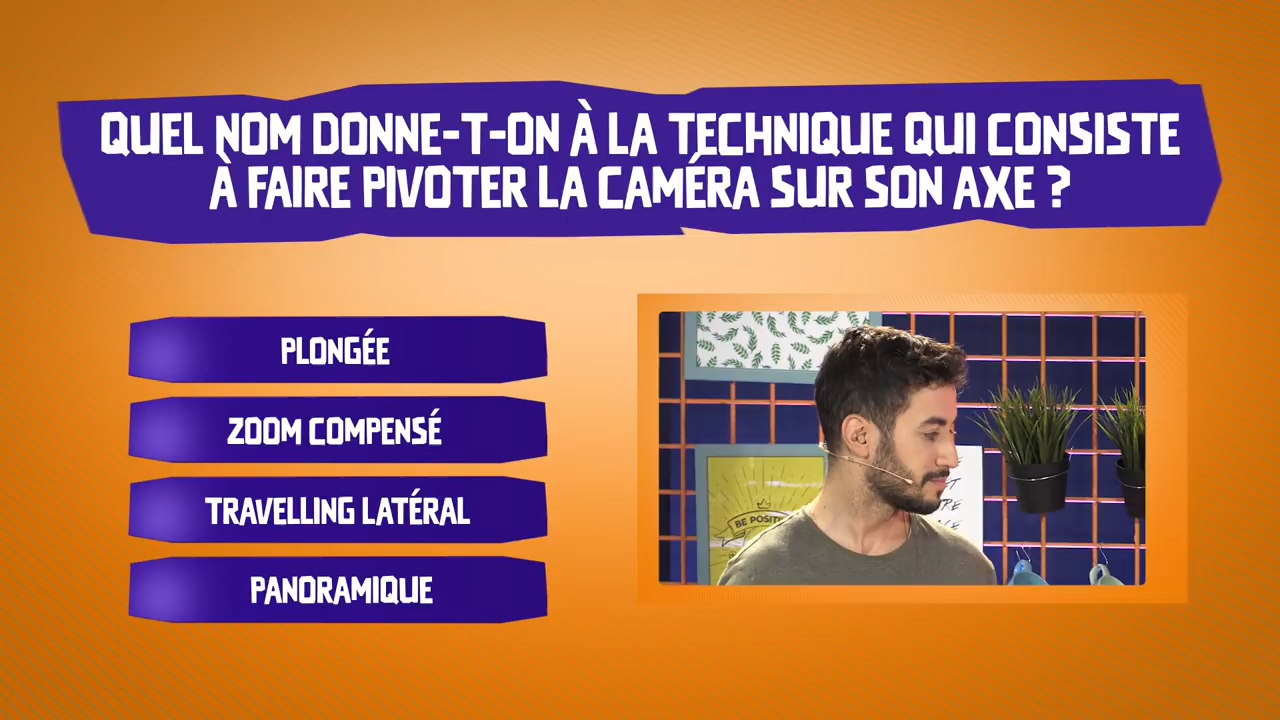 QUEL NOM DONNE-T-ON À LA TECHNIQUE QUI CONSISTE
À FAIRE PIVOTER LA CAMÉRA SUR SON AXE ?
PLONGÉE
ZOOM COMPENSÉ
TRAVELLING LATÉRAL
PANORAMIQUE
BE POSITI